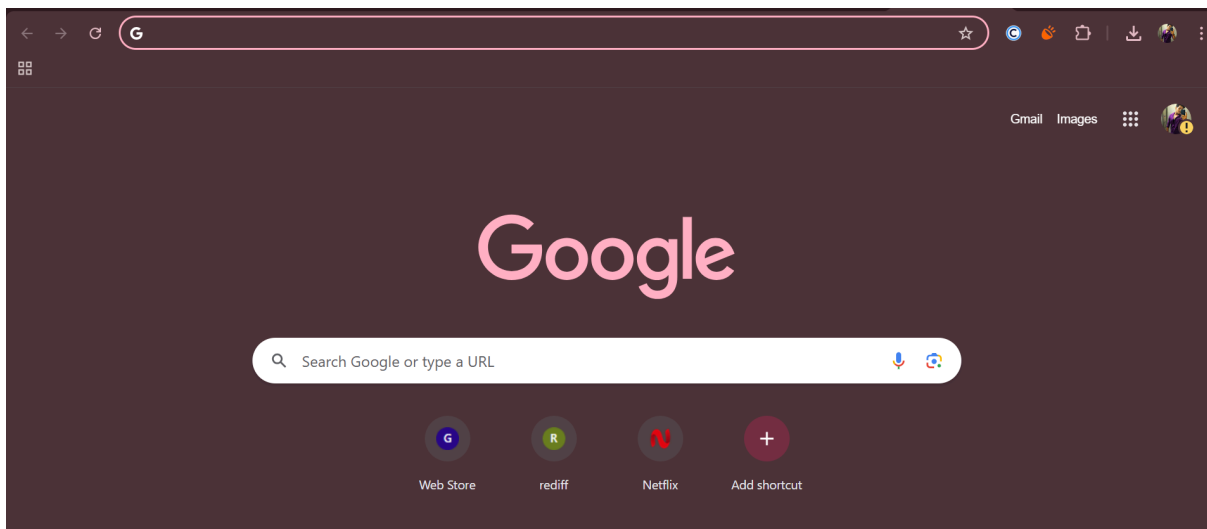 G
Gmail Images
Google
Search Google or type a URL
G R N
Web Store rediff Netflix Add shortcut